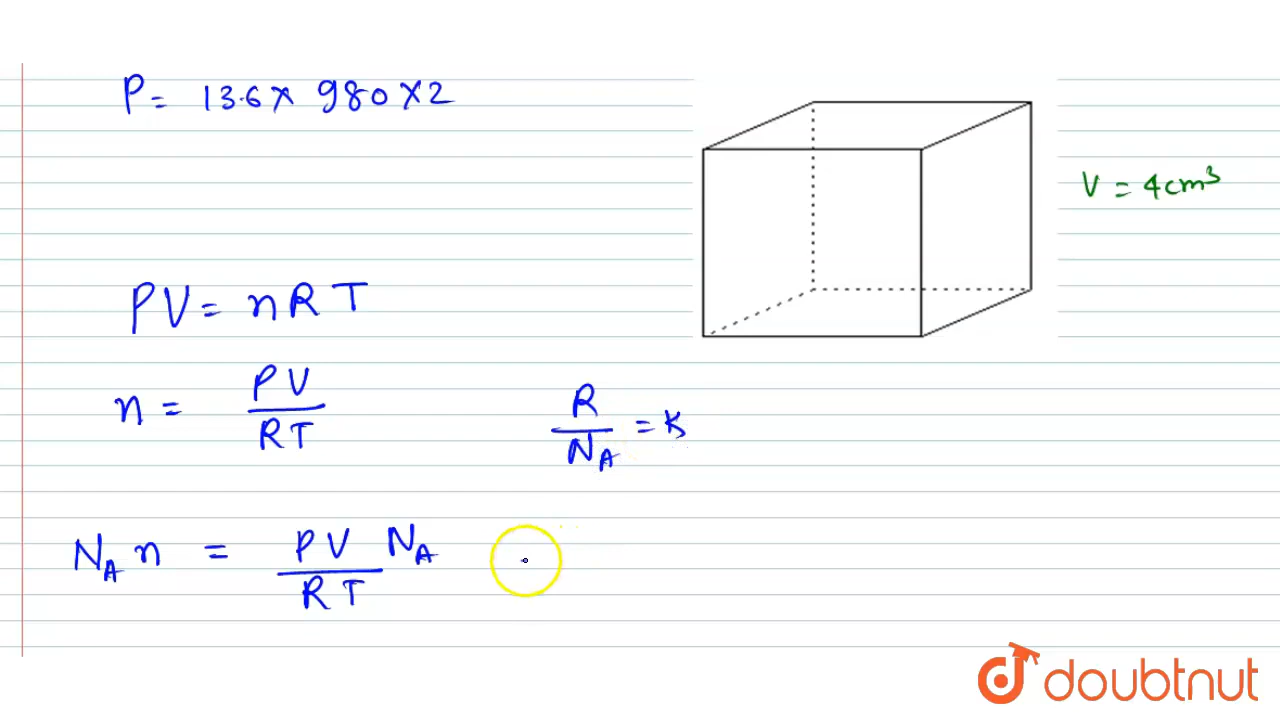 P= 13.6 × 980 × 2
V = 4cm³
PV= nRT
n = PV/RT
R/N_A = K
N_A n = PV/RT N_A
doubtnut